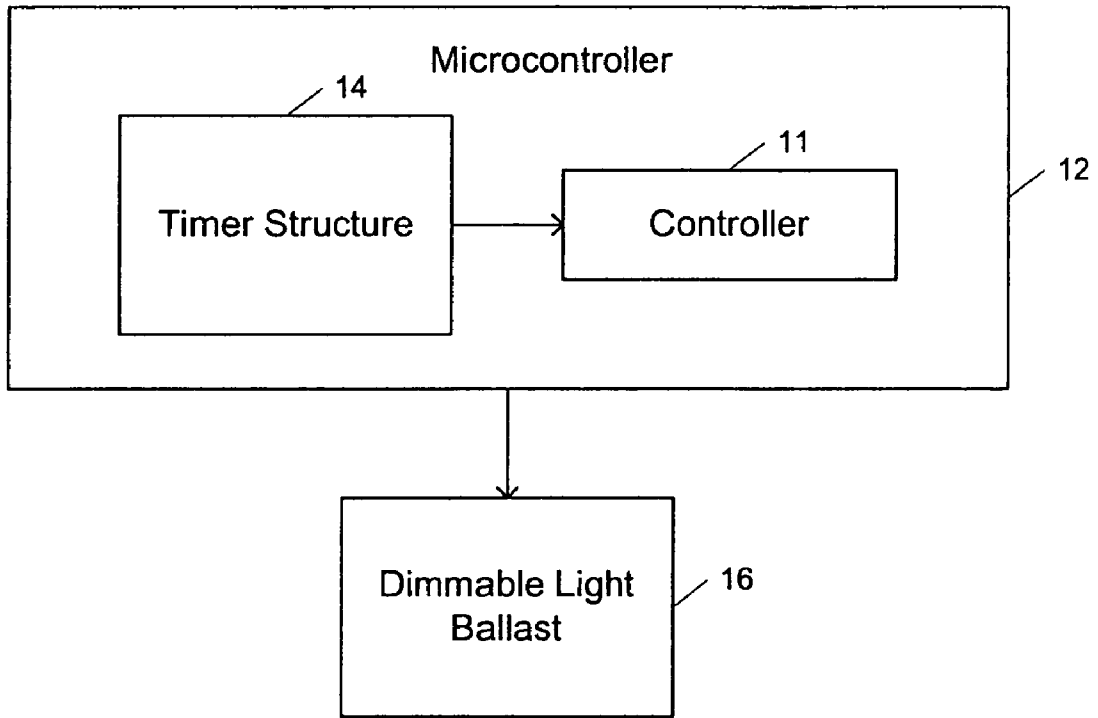 Microcontroller
14
11
12
Timer Structure
Controller
Dimmable Light
Ballast
16